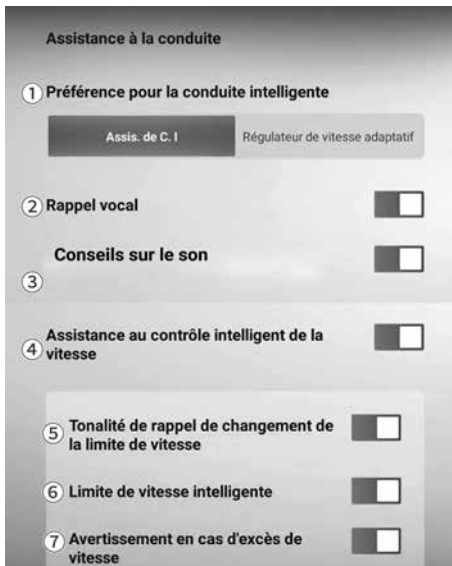 Assistance à la conduite
① Préférence pour la conduite intelligente
Assis. de C. I
Régulateur de vitesse adaptatif
② Rappel vocal
Conseils sur le son
③
Assistance au contrôle intelligent de la
④ vitesse
Tonalité de rappel de changement de
⑤ la limite de vitesse
⑥ Limite de vitesse intelligente
⑦ Avertissement en cas d'excès de
vitesse